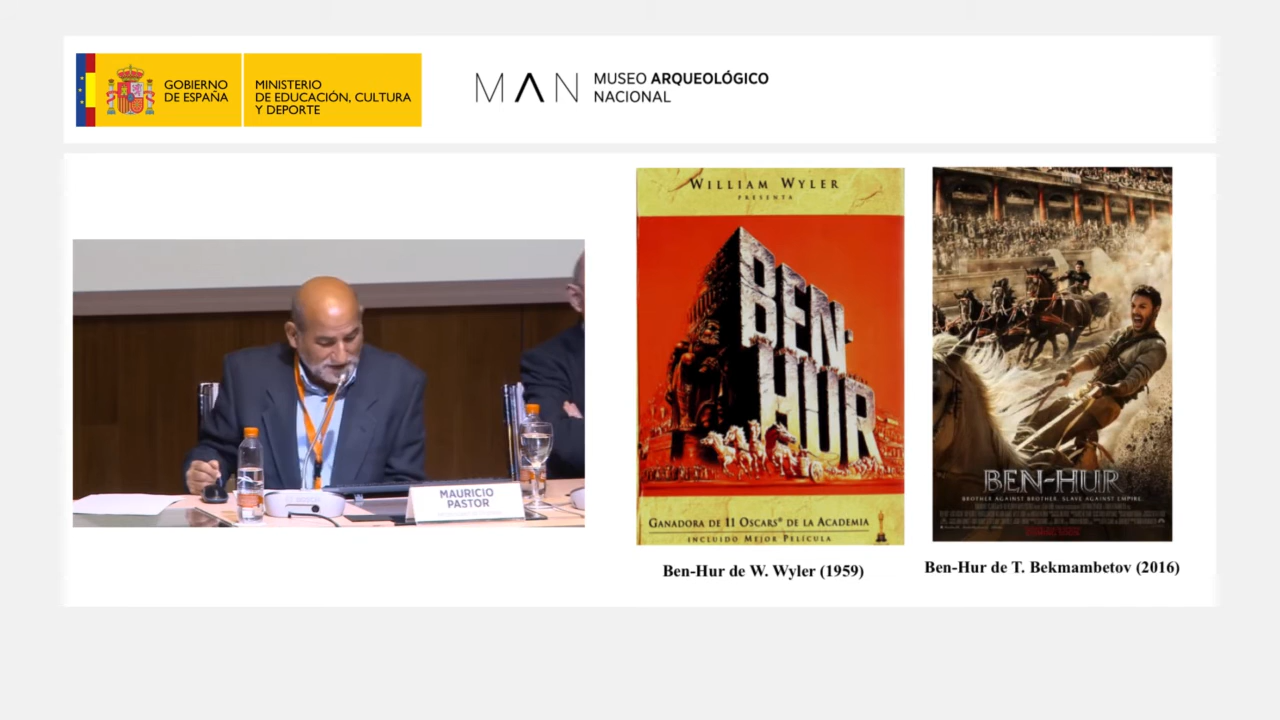 GOBIERNO
DE ESPAÑA
MINISTERIO
DE EDUCACIÓN, CULTURA
Y DEPORTE
MAN
MUSEO ARQUEOLÓGICO
NACIONAL
MAURICIO
PASTOR
WILLIAM WYLER
PRESENTA
BEN-
HUR
GANADORA DE 11 OSCARS® DE LA ACADEMIA
INCLUIDO MEJOR PELÍCULA
Ben-Hur de W. Wyler (1959)
BEN-HUR
BROTHER AGAINST BROTHER. SLAVE AGAINST EMPIRE.
Ben-Hur de T. Bekmambetov (2016)